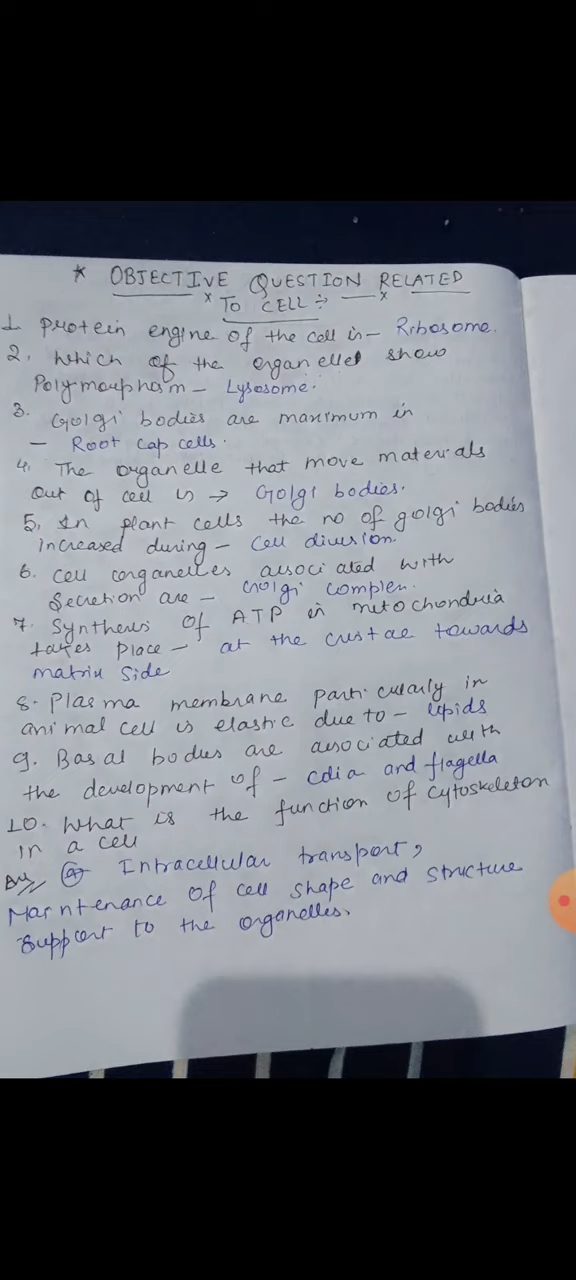 * OBJECTIVE QUESTION RELATED
x TO CELL :- x
1. Protein engine of the cell is - Ribosome.
2. Which of the organelles show
Polymorphism - Lysosome.
3. Golgi bodies are maximum in
- Root cap cells.
4. The organelle that move materials
out of cell is → Golgi bodies.
5. In plant cells the no of golgi bodies
increased during - cell division.
6. cell organelles associated with
Secretion are - Golgi complex.
7. Synthesis of ATP in mitochondria
takes place - at the cristae towards
matrix side
8. Plasma membrane particularly in
animal cell is elastic due to - lipids
9. Basal bodies are associated with
the development of - cilia and flagella
10. What is the function of cytoskeleton
in a cell
Ans Intracellular transport,
Maintenance of cell shape and structure
Support to the organelles.